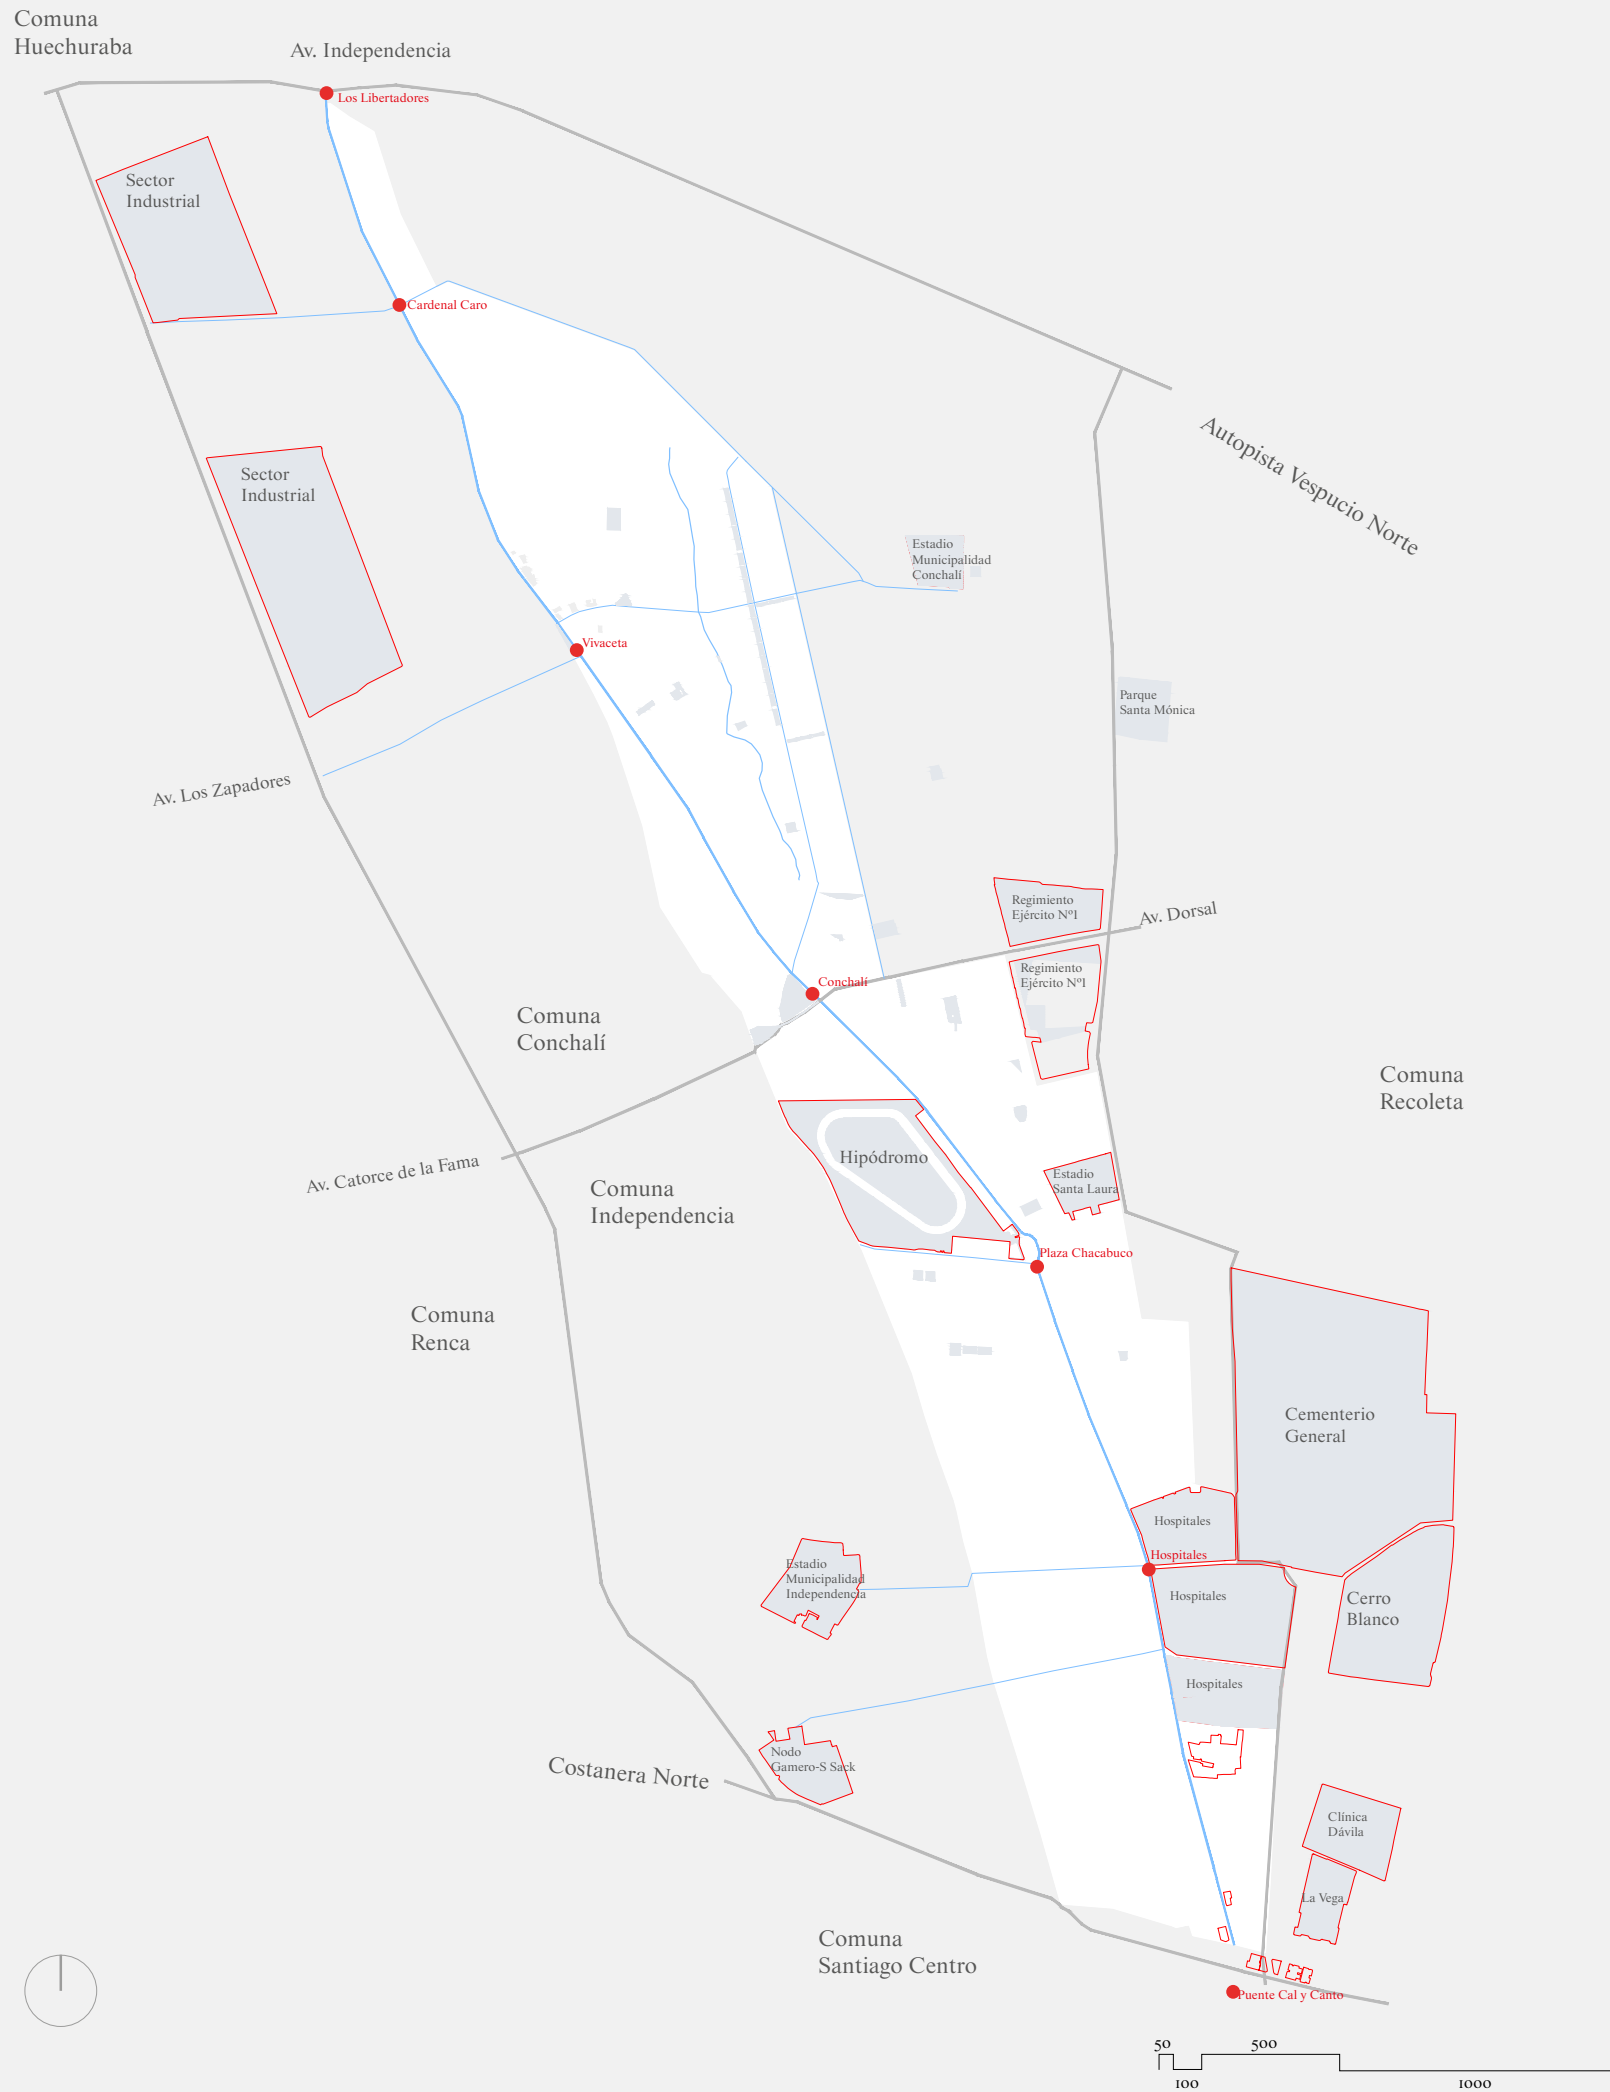 Comuna
Huechuraba
Av. Independencia
Los Libertadores
Sector
Industrial
Cardenal Caro
Autopista Vespucio Norte
Sector
Industrial
Estadio
Municipalidad
Conchalí
Vivaceta
Parque
Santa Mónica
Av. Los Zapadores
Regimiento
Ejército Nº1
Av. Dorsal
Regimiento
Ejército Nº1
Conchalí
Comuna
Conchalí
Comuna
Recoleta
Hipódromo
Av. Catorce de la Fama
Estadio
Santa Laura
Comuna
Independencia
Plaza Chacabuco
Comuna
Renca
Cementerio
General
Hospitales
Hospitales
Estadio
Municipalidad
Independencia
Hospitales
Cerro
Blanco
Hospitales
Nodo
Gamero-S Sack
Costanera Norte
Clínica
Dávila
La Vega
Comuna
Santiago Centro
Puente Cal y Canto
50
500
100
1000